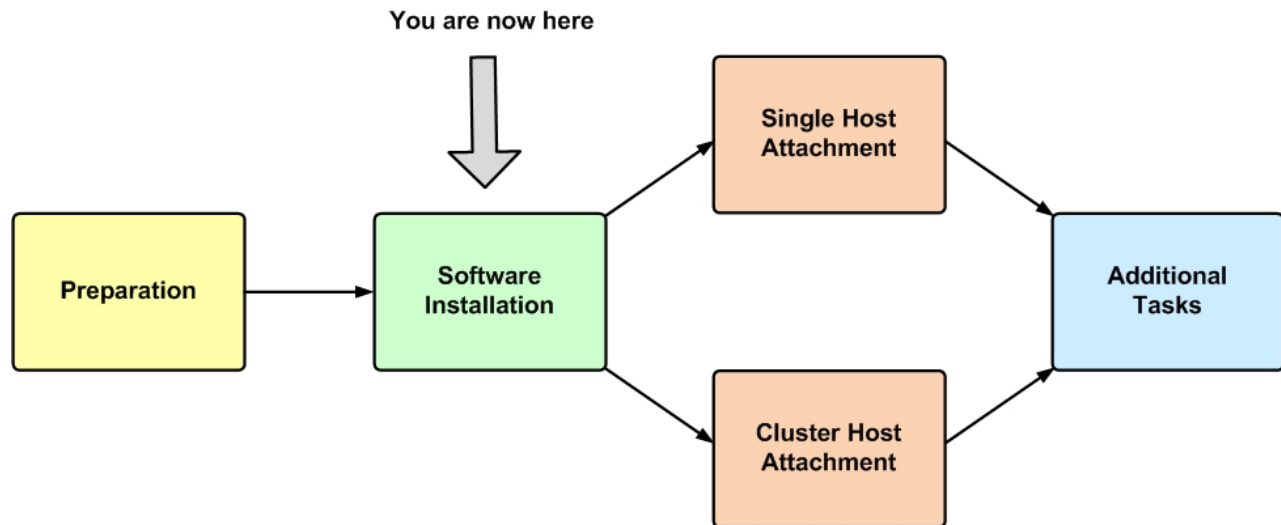 You are now here
Single Host
Attachment
Preparation
Software
Installation
Additional
Tasks
Cluster Host
Attachment